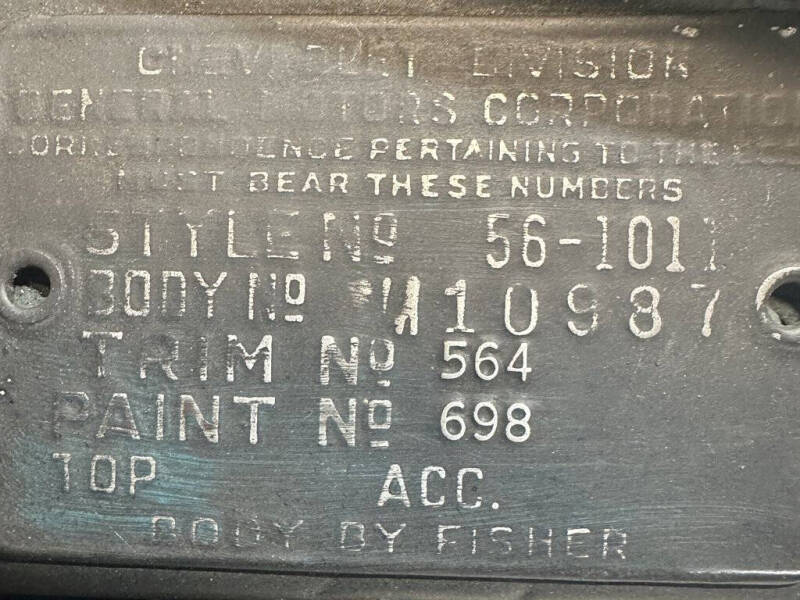 CHEVROLET DIVISION
GENERAL MOTORS CORPORATION
CORRESPONDENCE PERTAINING TO THE BODY
MUST BEAR THESE NUMBERS
STYLE Nº 56-1011
BODY Nº 10987
TRIM Nº 564
PAINT Nº 698
TOP ACC.
BODY BY FISHER